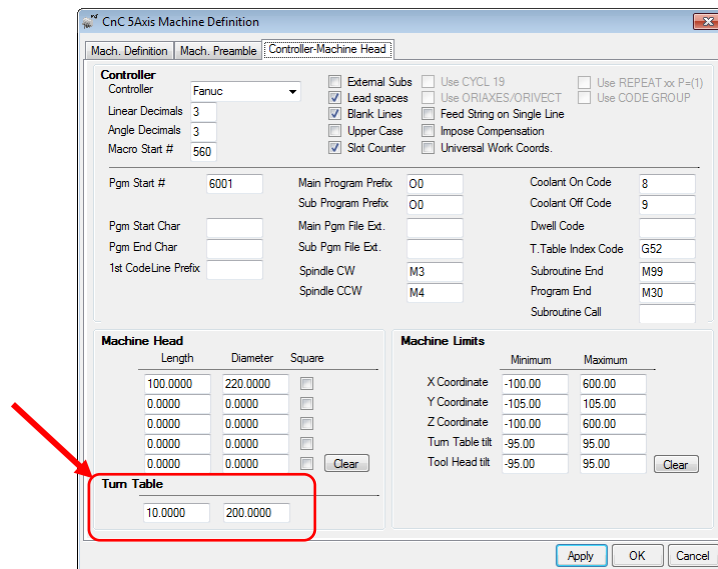 CnC 5Axis Machine Definition
Mach. Definition Mach. Preamble Controller-Machine Head
Controller
Controller Fanuc
Linear Decimals 3
Angle Decimals 3
Macro Start # 560
External Subs Use CYCL 19 Use REPEAT xx P=(1)
Lead spaces Use ORIAXES/ORIVECT Use CODE GROUP
Blank Lines Feed String on Single Line
Upper Case Impose Compensation
Slot Counter Universal Work Coords.
Pgm Start # 6001 Main Program Prefix O0 Coolant On Code 8
Sub Program Prefix O0 Coolant Off Code 9
Pgm Start Char Main Pgm File Ext. Dwell Code
Pgm End Char Sub Pgm File Ext. T.Table Index Code G52
1st CodeLine Prefix Spindle CW M3 Subroutine End M99
Spindle CCW M4 Program End M30
Subroutine Call
Machine Head
Length Diameter Square
100.0000 220.0000
0.0000 0.0000
0.0000 0.0000
0.0000 0.0000
0.0000 0.0000 Clear
Turn Table
10.0000 200.0000
Machine Limits
Minimum Maximum
X Coordinate -100.00 600.00
Y Coordinate -105.00 105.00
Z Coordinate -100.00 600.00
Turn Table tilt -95.00 95.00
Tool Head tilt -95.00 95.00 Clear
Apply OK Cancel